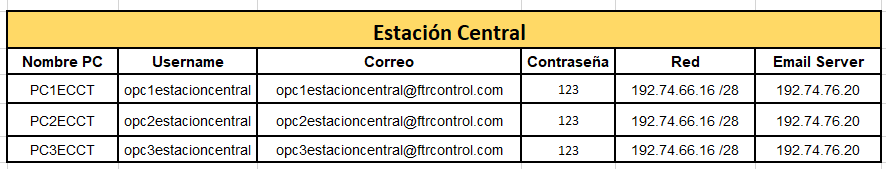 Estación Central
Nombre PC Username Correo Contraseña Red Email Server
PC1ECCT opc1estacioncentral opc1estacioncentral@ftrcontrol.com 123 192.74.66.16 /28 192.74.76.20
PC2ECCT opc2estacioncentral opc2estacioncentral@ftrcontrol.com 123 192.74.66.16 /28 192.74.76.20
PC3ECCT opc3estacioncentral opc3estacioncentral@ftrcontrol.com 123 192.74.66.16 /28 192.74.76.20